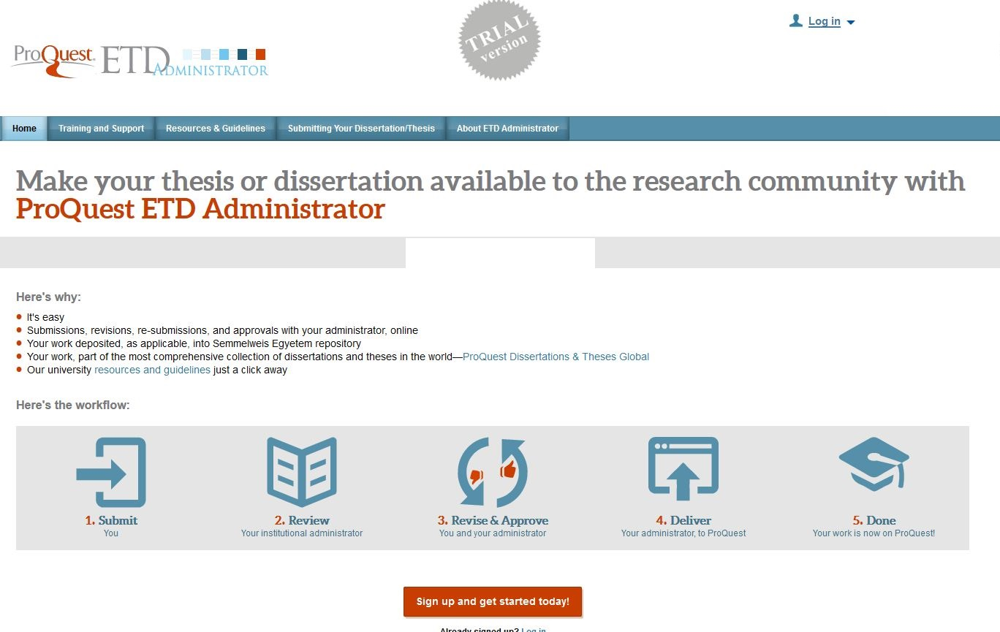 TRIAL
version
Log in
ProQuest ETD ADMINISTRATOR
Home
Training and Support
Resources & Guidelines
Submitting Your Dissertation/Thesis
About ETD Administrator
Make your thesis or dissertation available to the research community with
ProQuest ETD Administrator
Here's why:
It's easy
Submissions, revisions, re-submissions, and approvals with your administrator, online
Your work deposited, as applicable, into Semmelweis Egyetem repository
Your work, part of the most comprehensive collection of dissertations and theses in the world—ProQuest Dissertations & Theses Global
Our university resources and guidelines just a click away
Here's the workflow:
1. Submit
You
2. Review
Your institutional administrator
3. Revise & Approve
You and your administrator
4. Deliver
Your administrator, to ProQuest
5. Done
Your work is now on ProQuest!
Sign up and get started today!
Already signed up? Log in